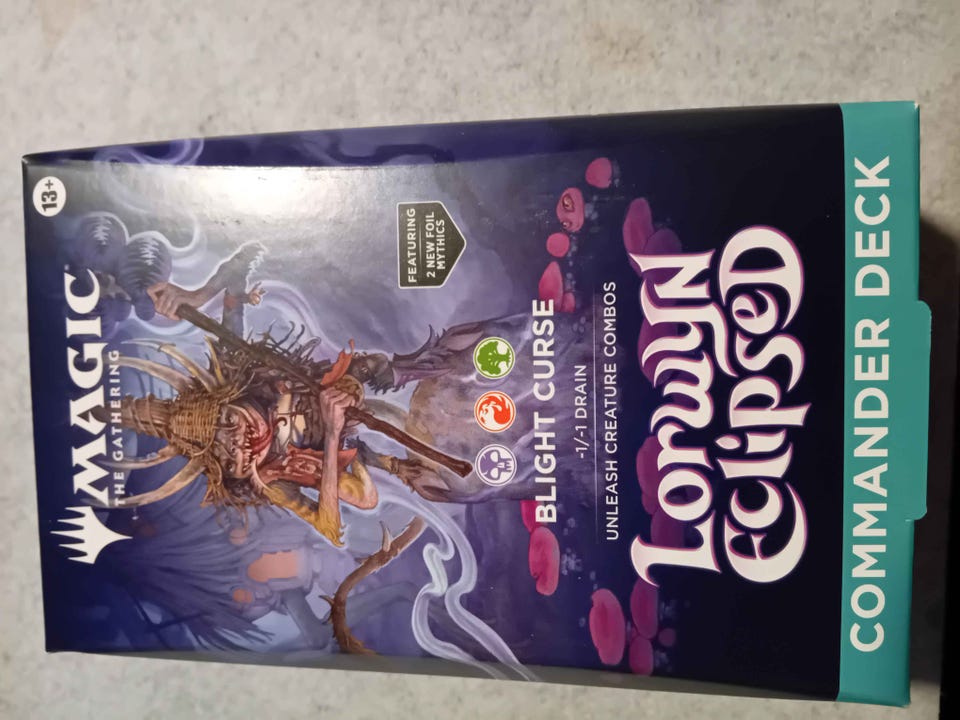 13+
MAGIC
THE GATHERING
FEATURING
2 NEW FOIL
MYTHICS
BLIGHT CURSE
-1/-1 DRAIN
UNLEASH CREATURE COMBOS
Lorwyn
Eclipsed
COMMANDER DECK